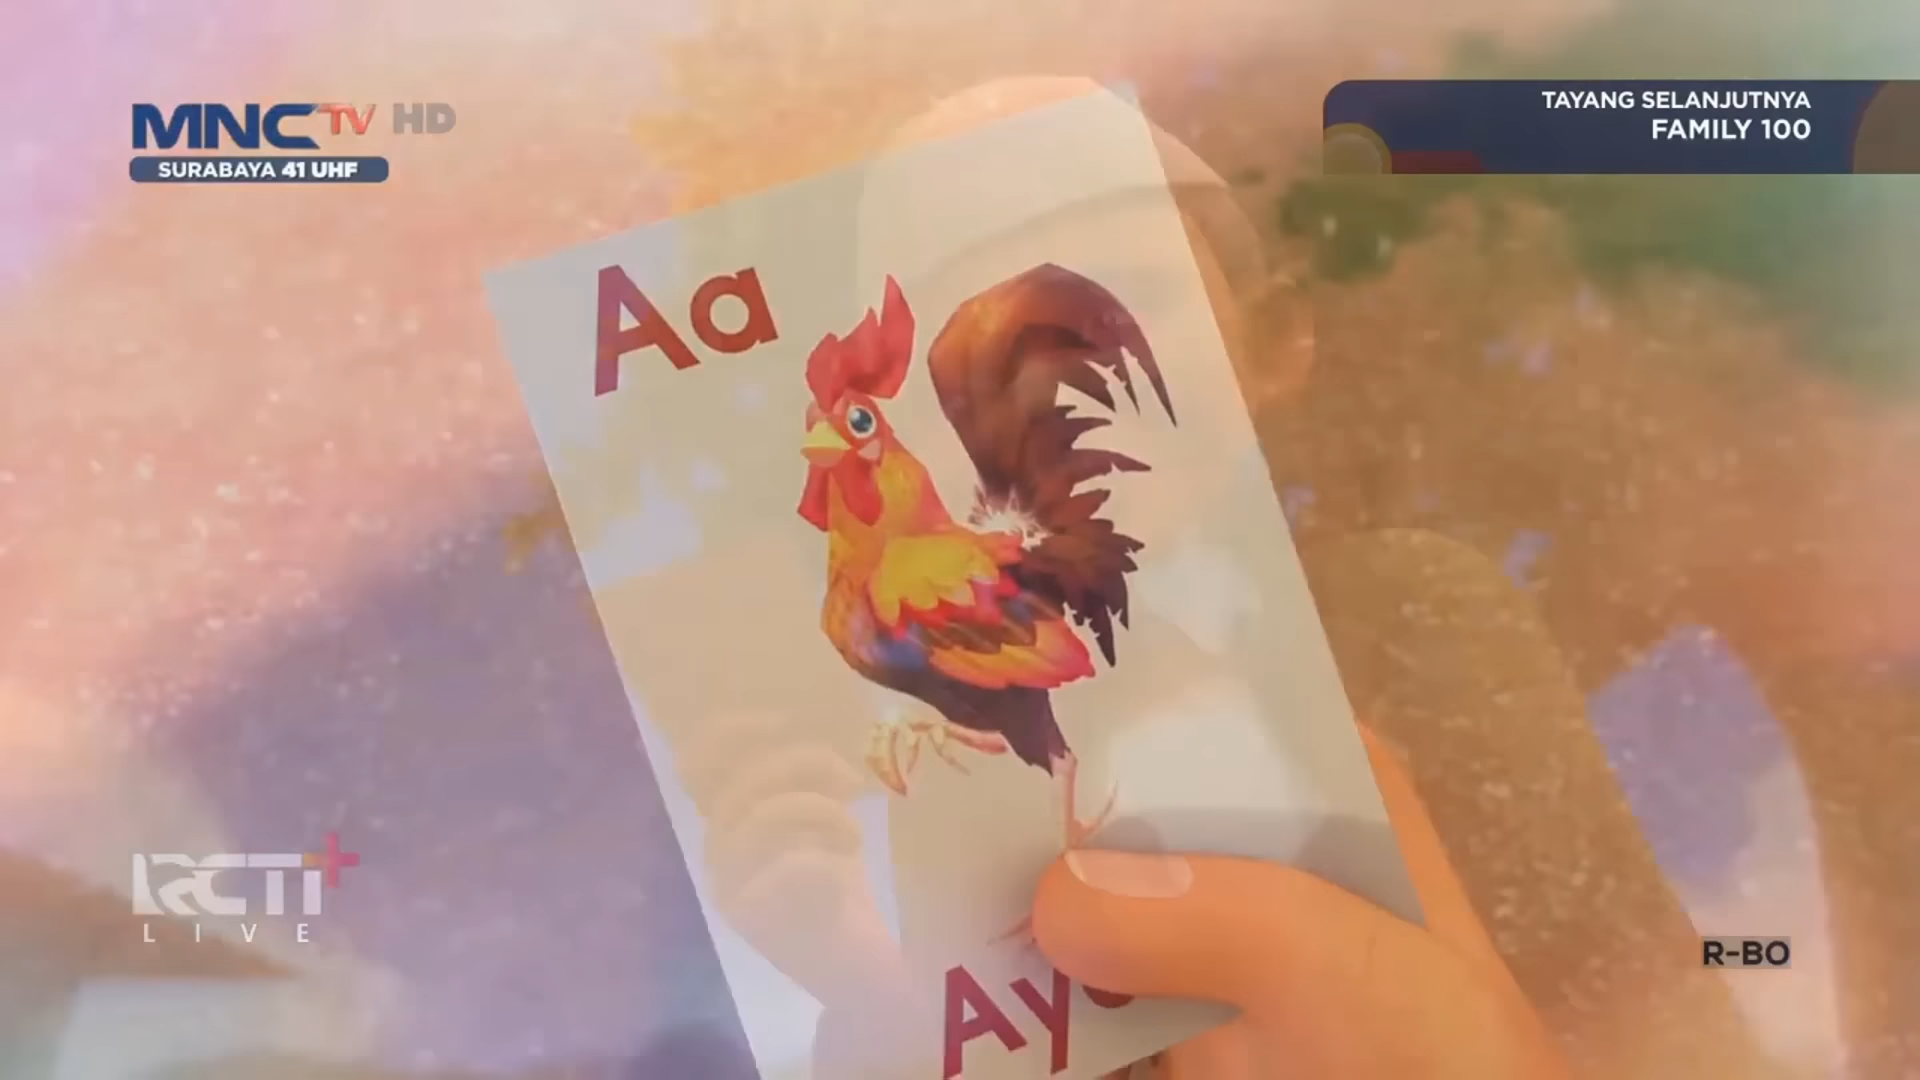 MNCTV HD
SURABAYA 41 UHF
TAYANG SELANJUTNYA
FAMILY 100
Aa
RCTI+
LIVE
R-BO